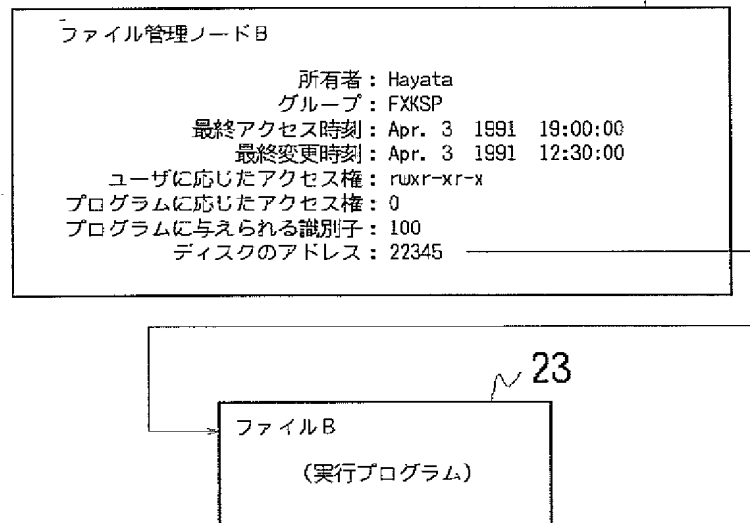 ファイル管理ノードB
所有者：Hayata
グループ：FXKSP
最終アクセス時刻：Apr. 3 1991 19:00:00
最終変更時刻：Apr. 3 1991 12:30:00
ユーザに応じたアクセス権：rwxr-xr-x
プログラムに応じたアクセス権：0
プログラムに与えられる識別子：100
ディスクのアドレス：22345
23
ファイルB
(実行プログラム)